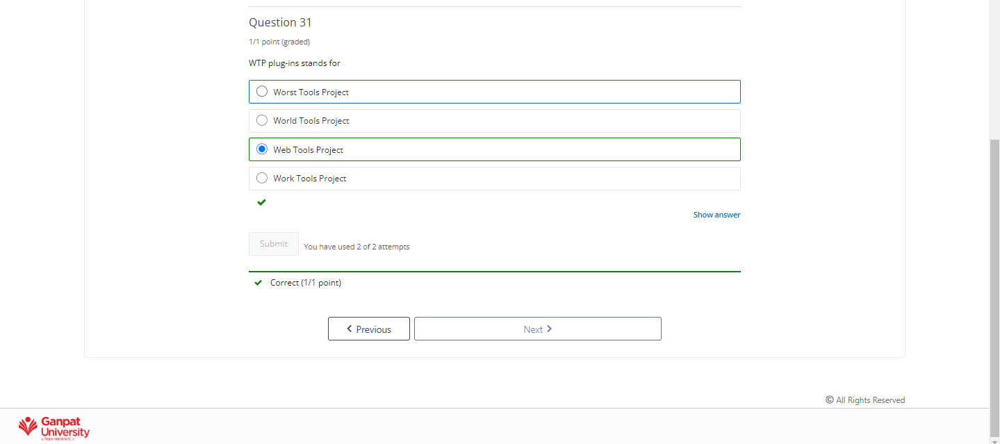 Question 31
1/1 point (graded)
WTP plug-ins stands for
Worst Tools Project
World Tools Project
Web Tools Project
Work Tools Project
Show answer
Submit
You have used 2 of 2 attempts
Correct (1/1 point)
Previous
Next
© All Rights Reserved
Ganpat
University